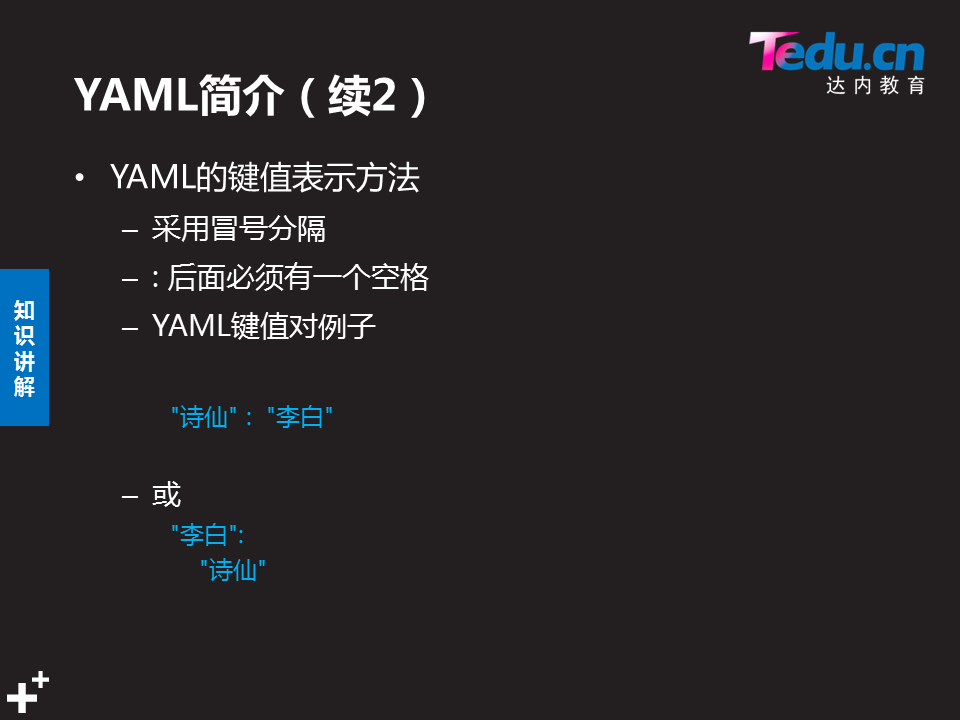 Tedu.cn
达内教育
YAML简介（续2）
• YAML的键值表示方法
– 采用冒号分隔
– : 后面必须有一个空格
– YAML键值对例子
知识讲解
"诗仙"： "李白"
– 或
"李白":
"诗仙"